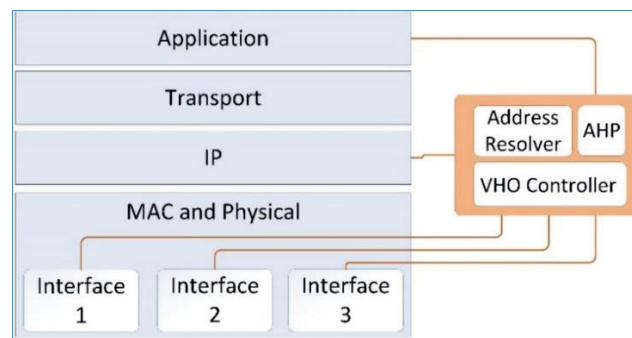 Application
Transport
Address
Resolver
AHP
IP
VHO Controller
MAC and Physical
Interface
1
Interface
2
Interface
3